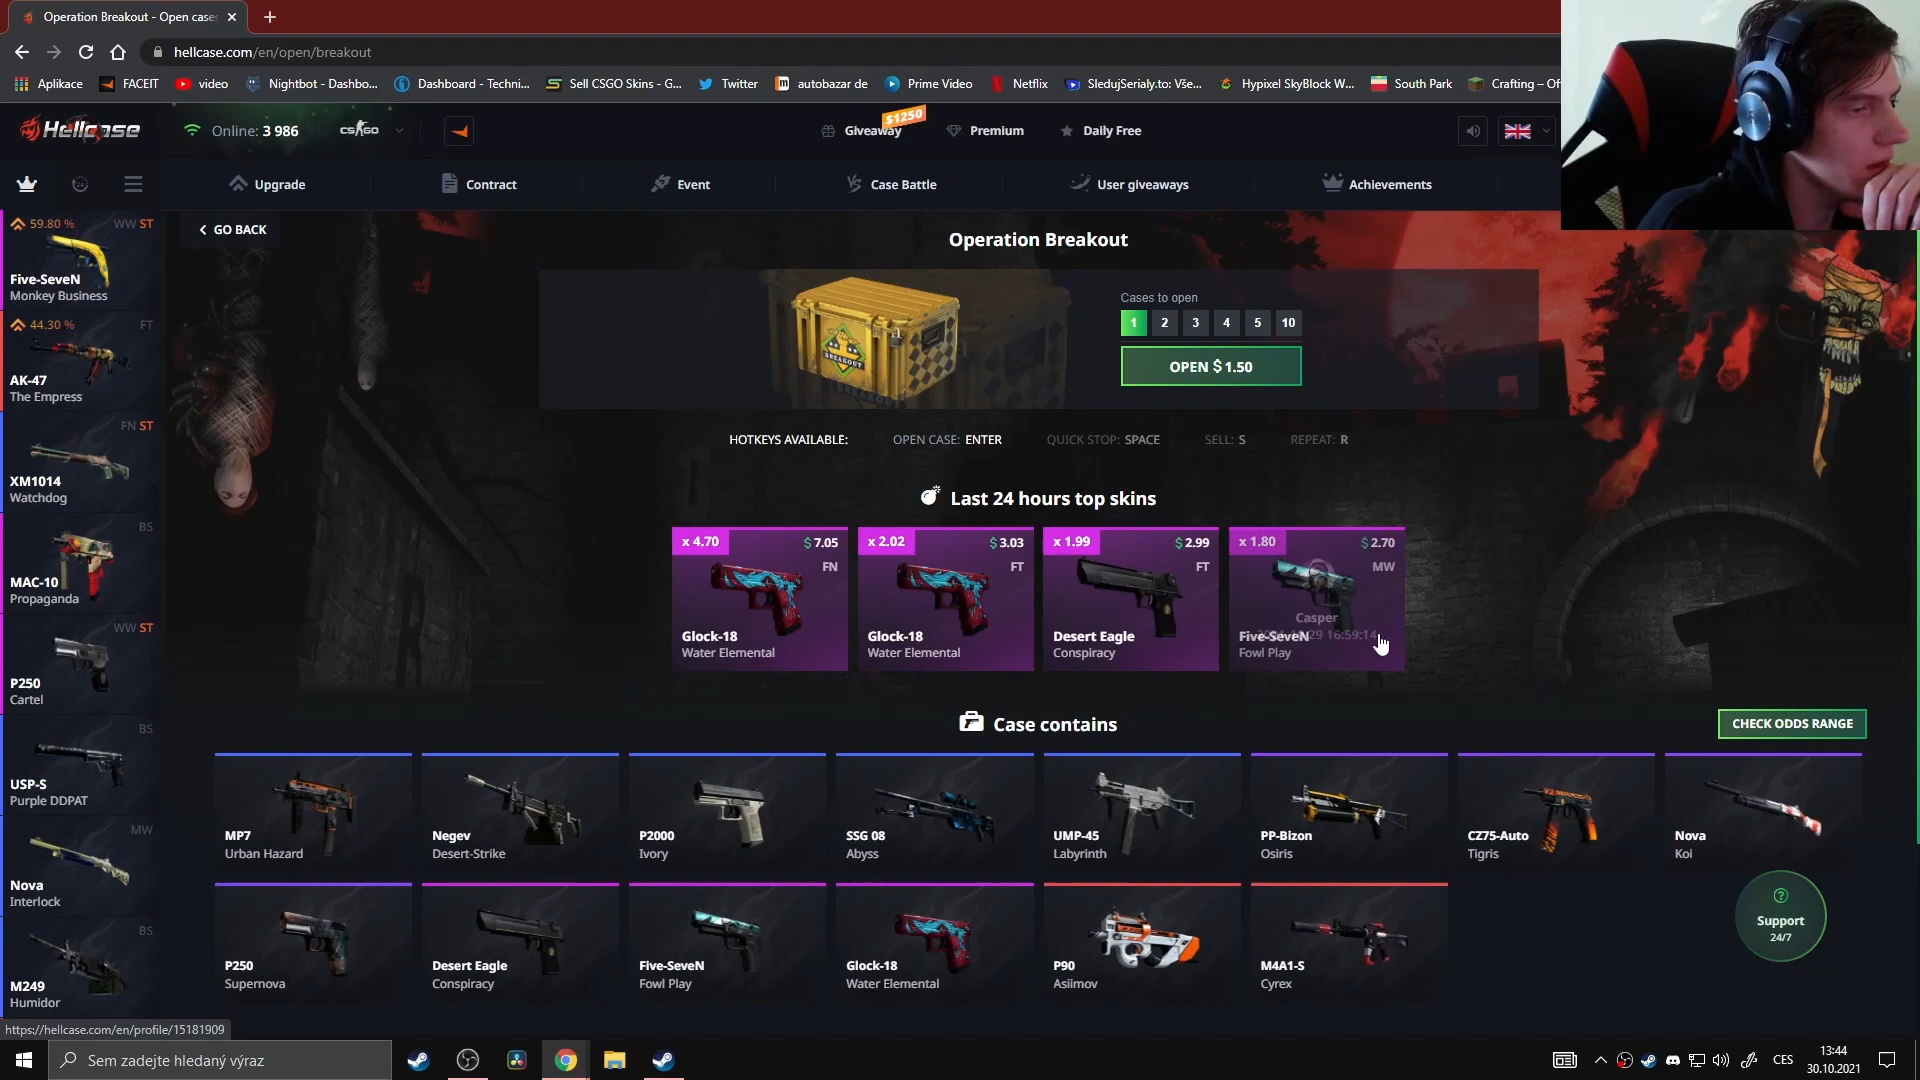 Operation Breakout - Open cases
hellcase.com/en/open/breakout
Aplikace
FACEIT
video
Nightbot - Dashbo...
Dashboard - Techni...
Sell CSGO Skins - G...
Twitter
autobazar de
Prime Video
Netflix
SledujSerialy.to: Vše...
Hypixel SkyBlock W...
South Park
Crafting – Of
Hellcase
Online: 3 986
CS:GO
Giveaway
$1250
Premium
Daily Free
Upgrade
Contract
Event
Case Battle
User giveaways
Achievements
GO BACK
Operation Breakout
BREAKOUT
Cases to open
1 2 3 4 5 10
OPEN $ 1.50
HOTKEYS AVAILABLE: OPEN CASE: ENTER QUICK STOP: SPACE SELL: S REPEAT: R
Last 24 hours top skins
x 4.70 $ 7.05
FN
Glock-18
Water Elemental
x 2.02 $ 3.03
FT
Glock-18
Water Elemental
x 1.99 $ 2.99
FT
Desert Eagle
Conspiracy
x 1.80 $ 2.70
MW
Casper
29 16:59:14
Five-SeveN
Fowl Play
Case contains
CHECK ODDS RANGE
MP7
Urban Hazard
Negev
Desert-Strike
P2000
Ivory
SSG 08
Abyss
UMP-45
Labyrinth
PP-Bizon
Osiris
CZ75-Auto
Tigris
Nova
Koi
P250
Supernova
Desert Eagle
Conspiracy
Five-SeveN
Fowl Play
Glock-18
Water Elemental
P90
Asiimov
M4A1-S
Cyrex
Support
24/7
59.80 % WW ST
Five-SeveN
Monkey Business
44.30 % FT
AK-47
The Empress
FN ST
XM1014
Watchdog
BS
MAC-10
Propaganda
WW ST
P250
Cartel
BS
USP-S
Purple DDPAT
MW
Nova
Interlock
BS
M249
Humidor
https://hellcase.com/en/profile/15181909
Sem zadejte hledaný výraz
CES
13:44
30.10.2021